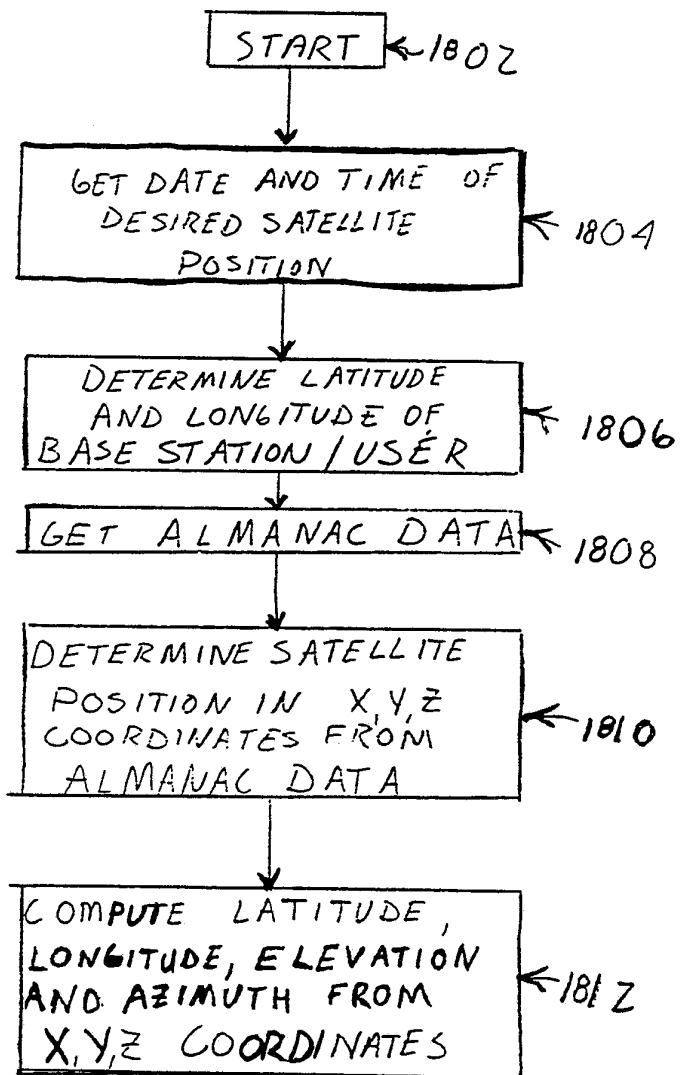 START
1802
GET DATE AND TIME OF
DESIRED SATELLITE
POSITION
1804
DETERMINE LATITUDE
AND LONGITUDE OF
BASE STATION / USER
1806
GET ALMANAC DATA
1808
DETERMINE SATELLITE
POSITION IN X,Y,Z
COORDINATES FROM
ALMANAC DATA
1810
COMPUTE LATITUDE,
LONGITUDE, ELEVATION
AND AZIMUTH FROM
X,Y,Z COORDINATES
1812